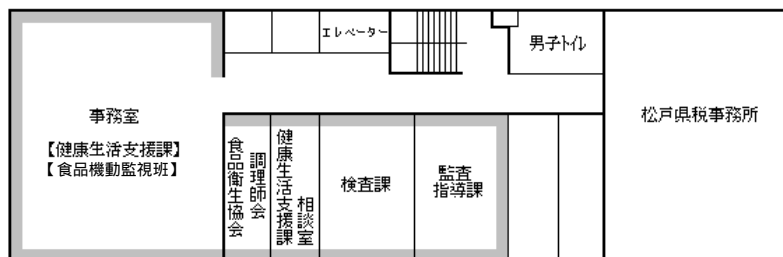 エレベーター
男子トイレ
事務室
【健康生活支援課】
【食品機動監視班】
調理師会
食品衛生協会
健康生活支援課
相談室
検査課
監査
指導課
松戸県税事務所